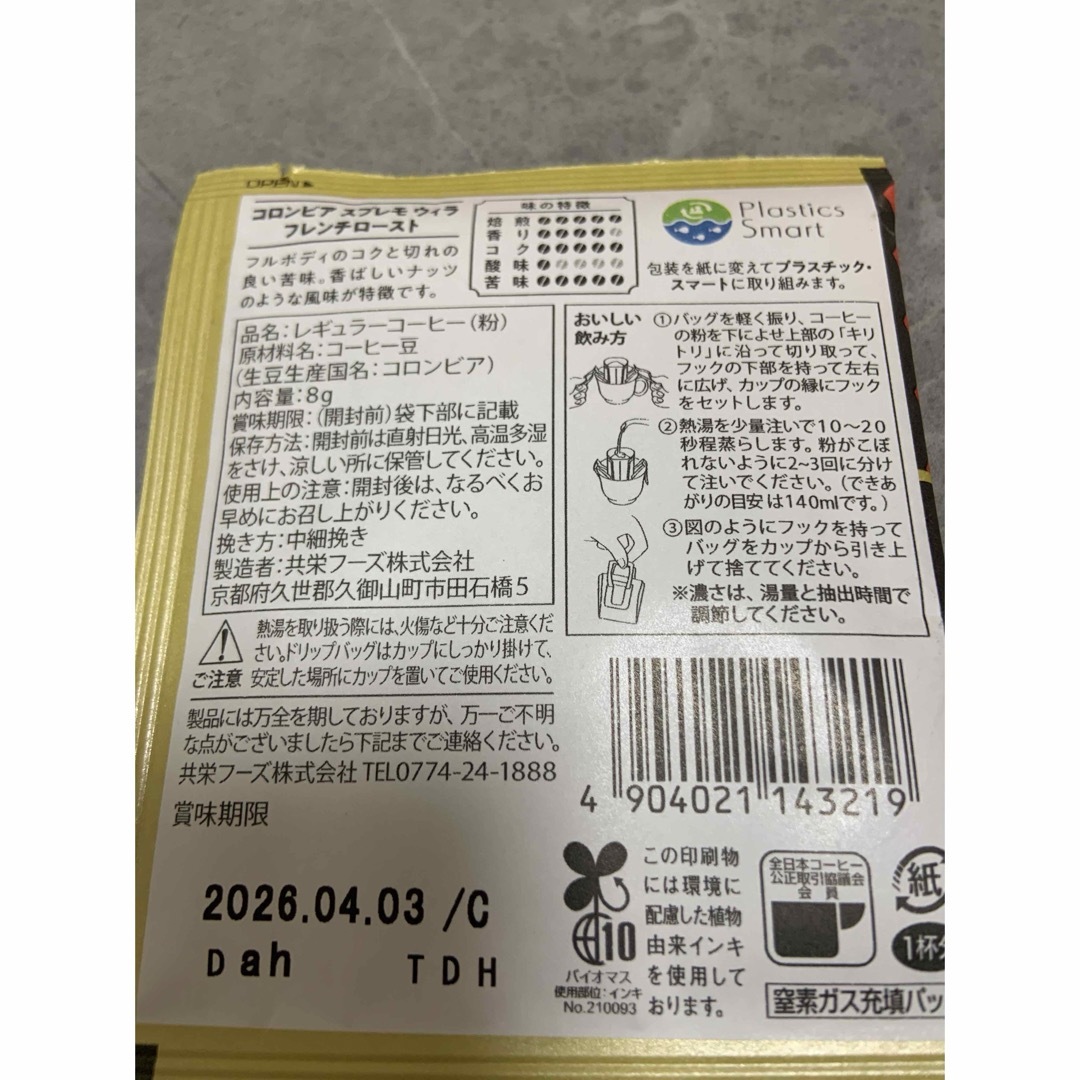 OPEN
コロンビア スプレモ ウィラ
フレンチロースト
フルボディのコクと切れの
良い苦味。香ばしいナッツ
のような風味が特徴です。
味の特徴
焙煎
香り
コク
酸味
苦味
Plastics
Smart
包装を紙に変えてプラスチック・
スマートに取り組みます。
品名：レギュラーコーヒー（粉）
原材料名：コーヒー豆
（生豆生産国名：コロンビア）
内容量：8g
賞味期限：（開封前）袋下部に記載
保存方法：開封前は直射日光、高温多湿
をさけ、涼しい所に保管してください。
使用上の注意：開封後は、なるべくお
早めにお召し上がりください。
挽き方：中細挽き
製造者：共栄フーズ株式会社
京都府久世郡久御山町市田石橋5
おいしい
飲み方
①バッグを軽く振り、コーヒー
の粉を下によせ上部の「キリ
トリ」に沿って切り取って、
フックの下部を持って左右
に広げ、カップの縁にフック
をセットします。
②熱湯を少量注いで10〜20
秒程蒸らします。粉がこぼ
れないように2~3回に分け
て注いでください。（できあ
がりの目安は140mlです。）
③図のようにフックを持って
バッグをカップから引き上
げて捨ててください。
※濃さは、湯量と抽出時間で
調節してください。
ご注意
熱湯を取り扱う際には、火傷など十分ご注意くだ
さい。ドリップバッグはカップにしっかり掛けて、
安定した場所にカップを置いてご使用ください。
製品には万全を期しておりますが、万一ご不明
な点がございましたら下記までご連絡ください。
共栄フーズ株式会社 TEL0774-24-1888
賞味期限
2026.04.03 /C
Dah TDH
4 904021 143219
10
バイオマス
使用部位：インキ
No.210093
この印刷物
には環境に
配慮した植物
由来インキ
を使用して
おります。
全日本コーヒー
公正取引協議会
会員
紙
1杯分
窒素ガス充填パッ